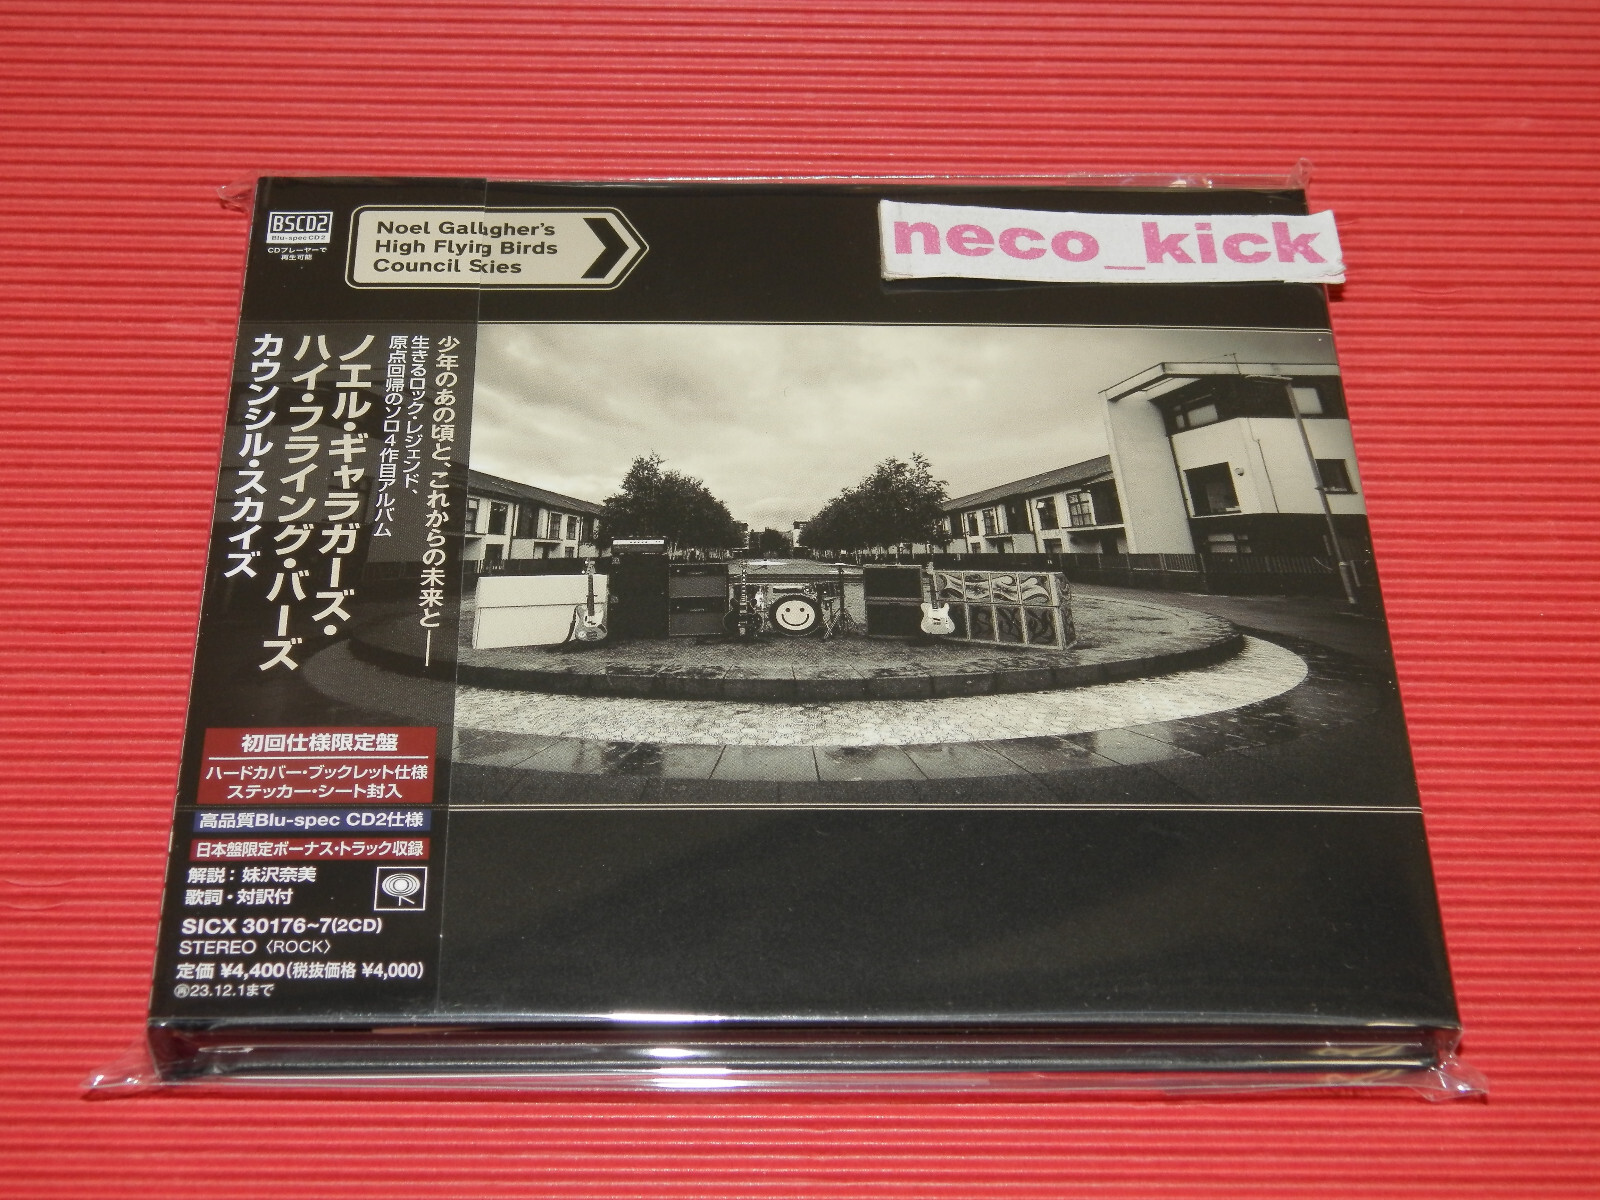 BSCD2
Blu-spec CD2
CDプレーヤーで
再生可能
Noel Gallagher's
High Flying Birds
Council Skies
neco_kick
少年のあの頃と、これからの未来と――
生きるロック・レジェンド、
原点回帰のソロ4作目アルバム
ノエル・ギャラガーズ・
ハイ・フライング・バーズ
カウンシル・スカイズ
初回仕様限定盤
ハードカバー・ブックレット仕様
ステッカー・シート封入
高品質Blu-spec CD2仕様
日本盤限定ボーナス・トラック収録
解説：妹沢奈美
歌詞・対訳付
SICX 30176~7(2CD)
STEREO〈ROCK〉
定価 ¥4,400(税抜価格 ¥4,000)
㊞23.12.1まで